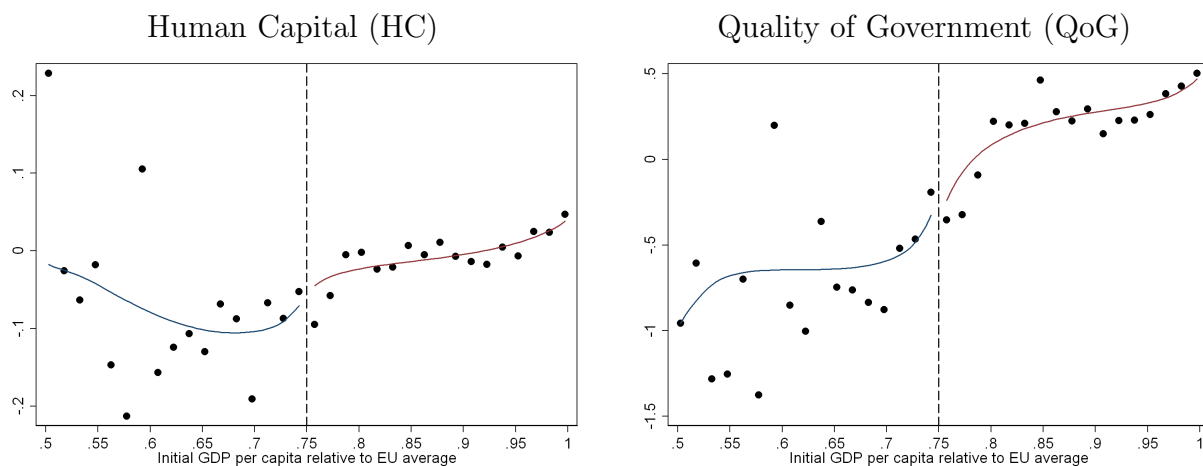 Human Capital (HC)
.2
.1
0
-.1
-.2
.5 .55 .6 .65 .7 .75 .8 .85 .9 .95 1
Initial GDP per capita relative to EU average
Quality of Government (QoG)
.5
0
-.5
-1
-1.5
.5 .55 .6 .65 .7 .75 .8 .85 .9 .95 1
Initial GDP per capita relative to EU average